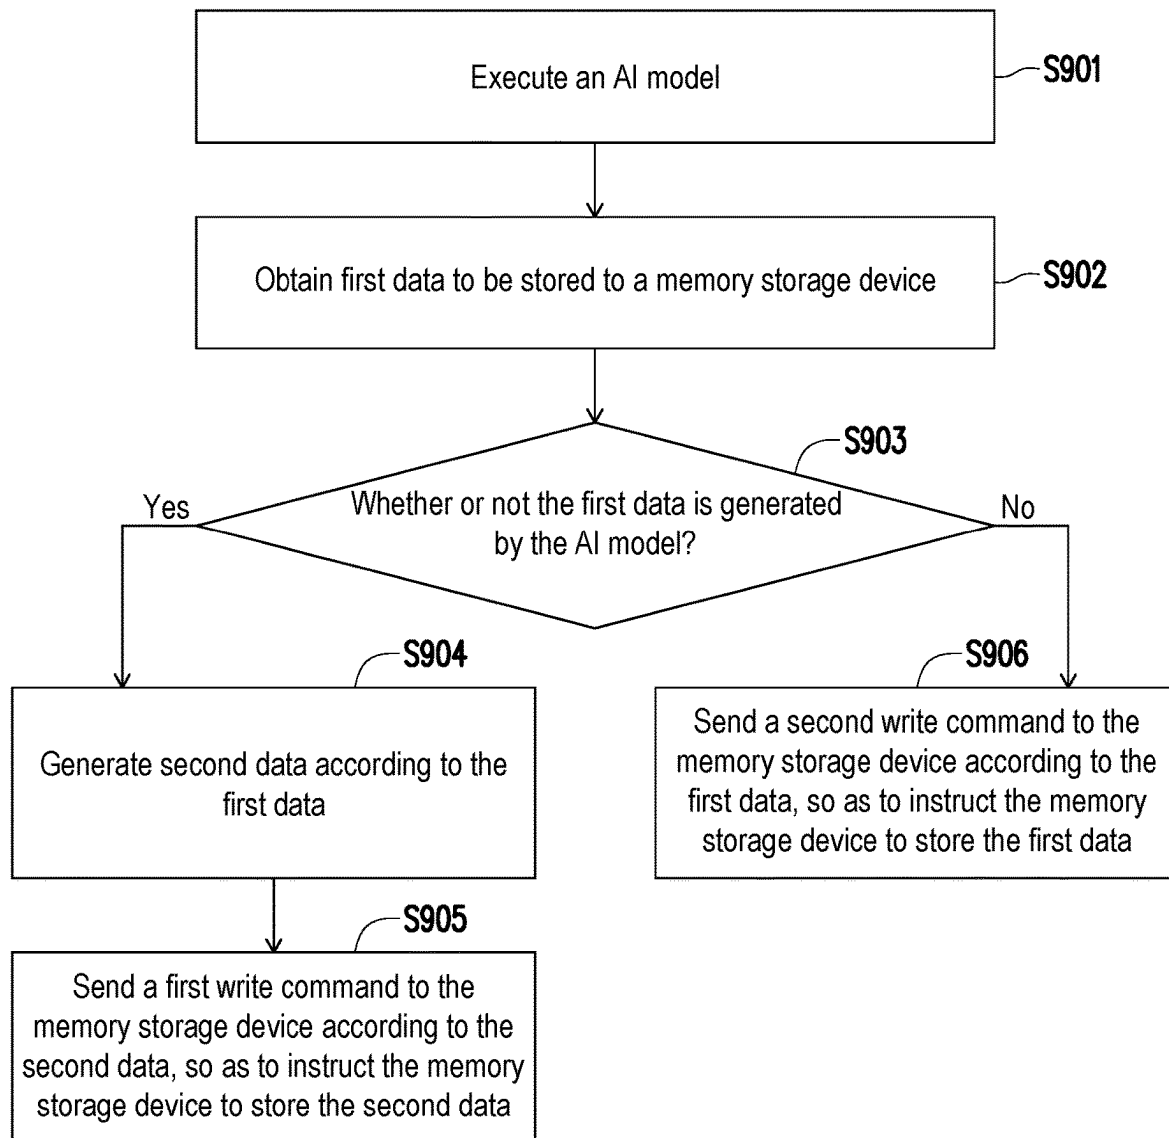 Execute an AI model
S901
Obtain first data to be stored to a memory storage device
S902
S903
Whether or not the first data is generated
by the AI model?
Yes
No
S904
Generate second data according to the
first data
S906
Send a second write command to the
memory storage device according to the
first data, so as to instruct the memory
storage device to store the first data
S905
Send a first write command to the
memory storage device according to the
second data, so as to instruct the memory
storage device to store the second data